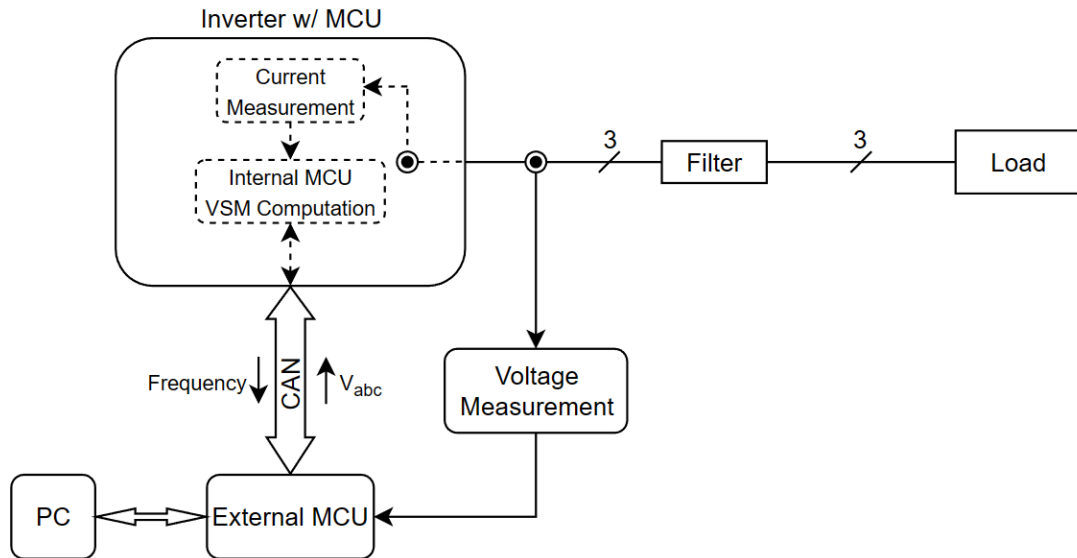 Inverter w/ MCU
Current
Measurement
Internal MCU
VSM Computation
3
Filter
3
Load
Frequency
CAN
Vabc
Voltage
Measurement
PC
External MCU